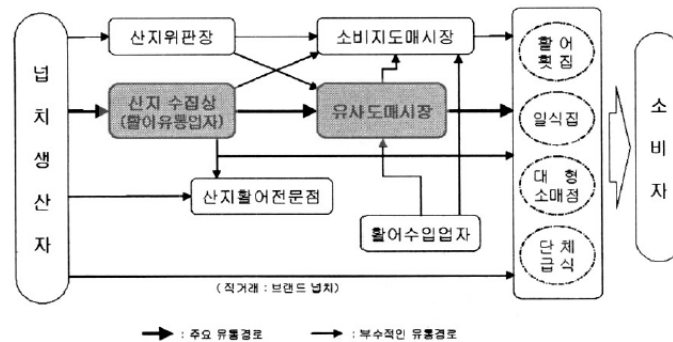 넙치생산자
산지위판장
소비지도매시장
산지 수집상
(활어유통업자)
유사도매시장
산지활어전문점
활어수입업자
(직거래 : 브랜드 넙치)
활어
횟집
일식집
대 형
소매점
단체
급식
소비자
: 주요 유통경로
: 부수적인 유통경로